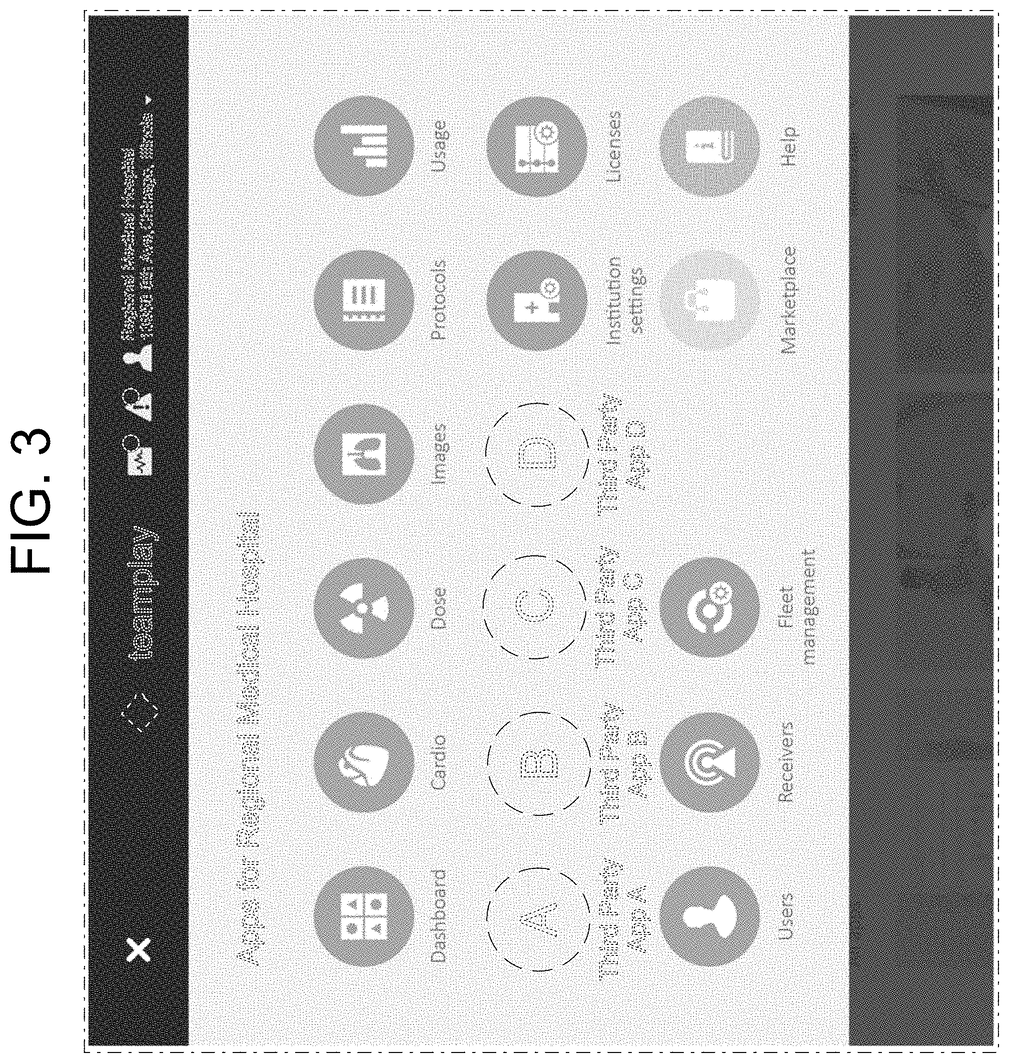 FIG. 3
teamplay
Regional Medical Hospital
Ave, Chicago, Illinois
Apps for Regional Medical Hospital
Dashboard
Cardio
Dose
Images
Protocols
Usage
A
B
C
D
Third Party
App A
Third Party
App B
Third Party
App C
Third Party
App D
Institution
settings
Licenses
Users
Receivers
Fleet
management
Marketplace
Help